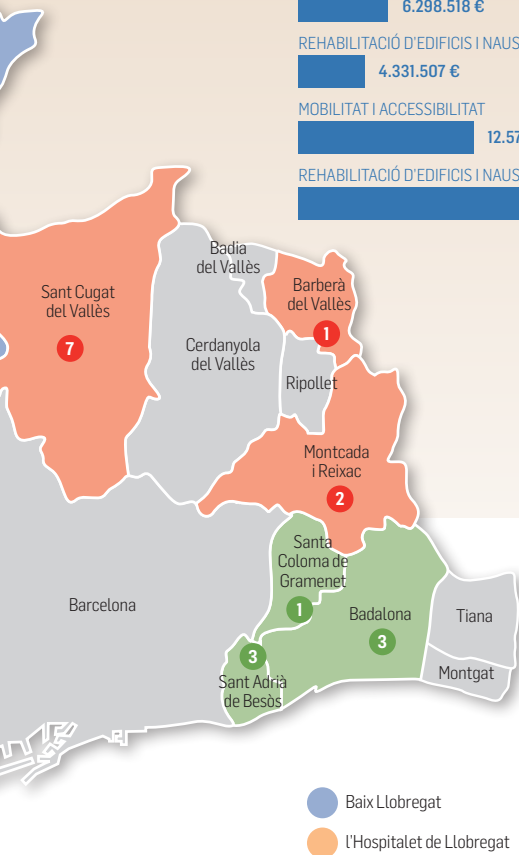 6.298.518 €
REHABILITACIÓ D'EDIFICIS I NAUS
4.331.507 €
MOBILITAT I ACCESSIBILITAT
12.57
REHABILITACIÓ D'EDIFICIS I NAUS
Badia
del Vallès
Sant Cugat
del Vallès
7
Barberà
del Vallès
1
Cerdanyola
del Vallès
Ripollet
Montcada
i Reixac
2
Santa
Coloma de
Gramenet
1
Barcelona
Badalona
3
Tiana
3
Sant Adrià
de Besòs
Montgat
Baix Llobregat
l'Hospitalet de Llobregat